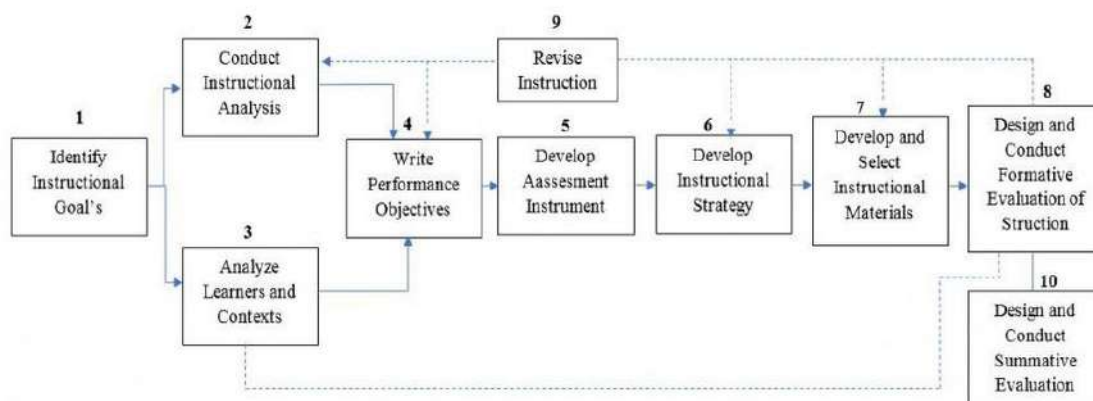 1
Identify
Instructional
Goal's
2
Conduct
Instructional
Analysis
3
Analyze
Learners and
Contexts
4
Write
Performance
Objectives
5
Develop
Aassesment
Instrument
6
Develop
Instructional
Strategy
7
Develop and
Select
Instructional
Materials
8
Design and
Conduct
Formative
Evaluation of
Struction
9
Revise
Instruction
10
Design and
Conduct
Summative
Evaluation